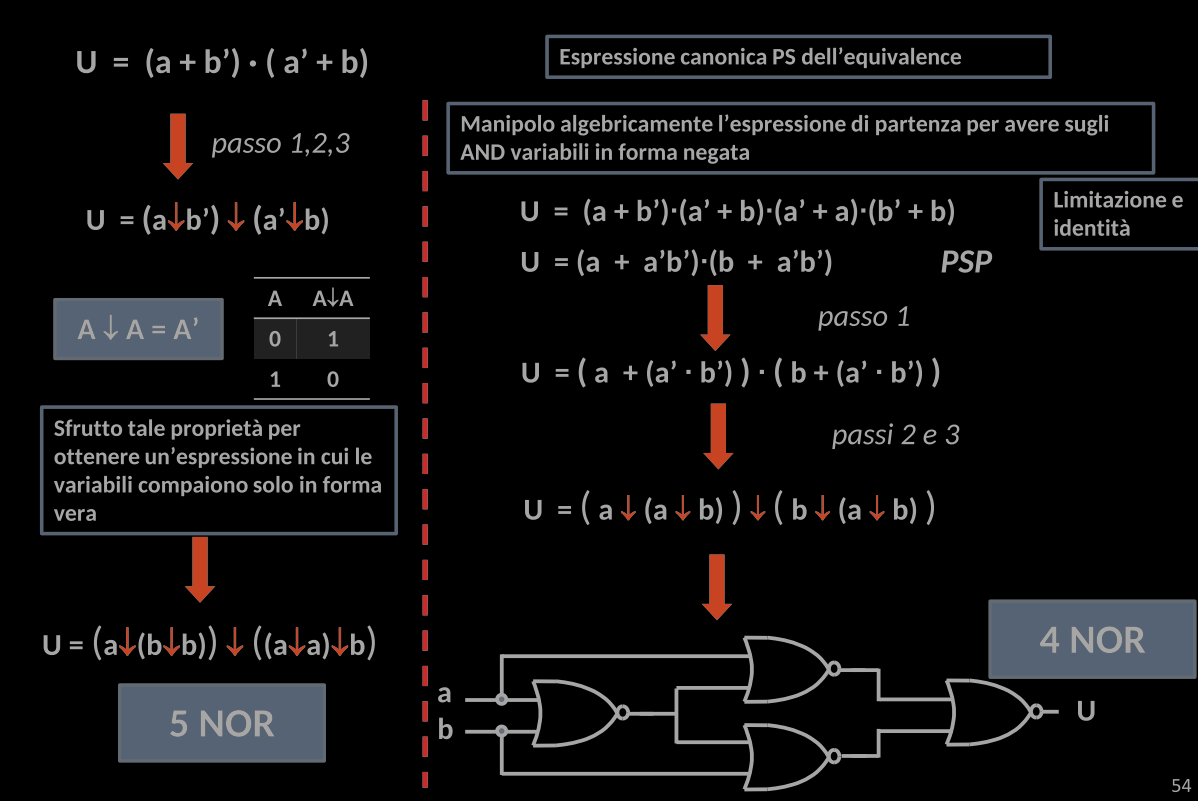 U = (a + b’) · ( a’ + b)
passo 1,2,3
U = (a↓b’) ↓ (a’↓b)
A ↓ A = A’
A A↓A
0 1
1 0
Sfrutto tale proprietà per
ottenere un’espressione in cui le
variabili compaiono solo in forma
vera
U = (a↓(b↓b)) ↓ ((a↓a)↓b)
5 NOR
Espressione canonica PS dell’equivalence
Manipolo algebricamente l’espressione di partenza per avere sugli
AND variabili in forma negata
Limitazione e
identità
U = (a + b’)·(a’ + b)·(a’ + a)·(b’ + b)
U = (a + a’b’)·(b + a’b’) PSP
passo 1
U = ( a + (a’ · b’) ) · ( b + (a’ · b’) )
passi 2 e 3
U = ( a ↓ (a ↓ b) ) ↓ ( b ↓ (a ↓ b) )
4 NOR
a
b
U
54